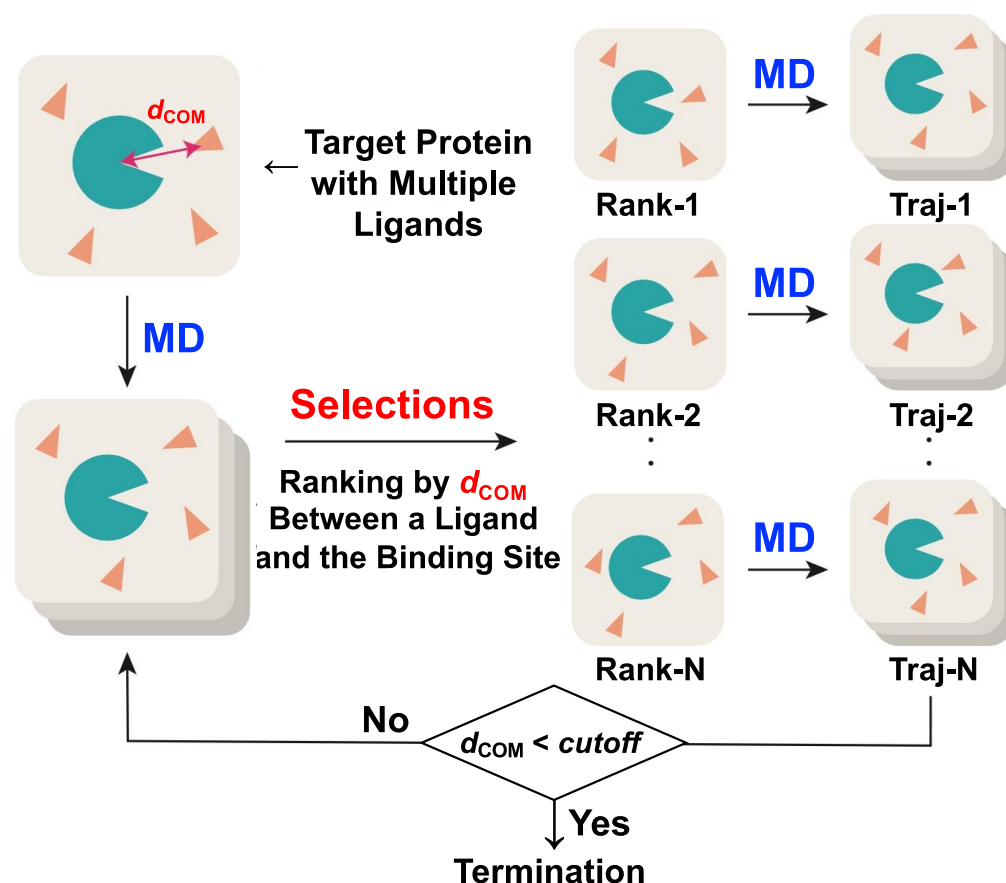 dCOM
← Target Protein
with Multiple
Ligands
MD
Selections
Ranking by dCOM
Between a Ligand
and the Binding Site
Rank-1
MD
Traj-1
Rank-2
MD
Traj-2
:
:
Rank-N
MD
Traj-N
No
dCOM < cutoff
Yes
Termination